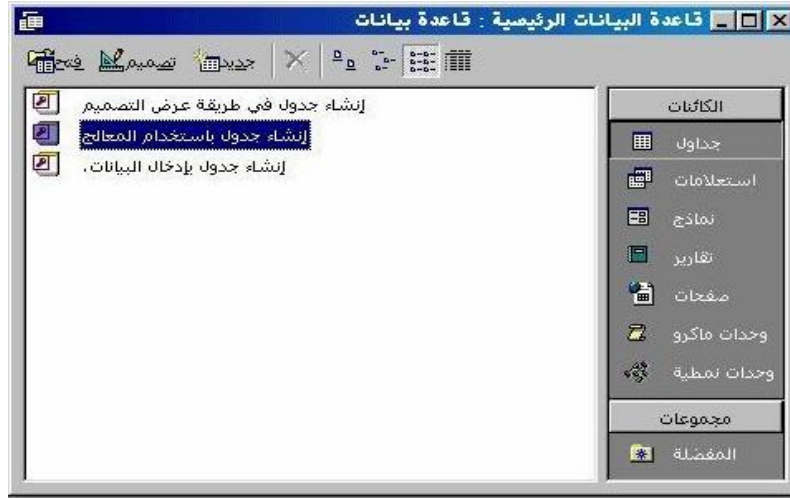 قاعدة البيانات الرئيصية : قاعدة بيانات
فتح تصميم جديد
الكائنات
جداول
استعلامات
نماذج
تقارير
صفحات
وحدات ماكرو
وحدات نمطية
مجموعات
المفضلة
إنشاء جدول في طريقة عرض التصميم
إنشاء جدول باستخدام المعالج
إنشاء جدول بإدخال البيانات.